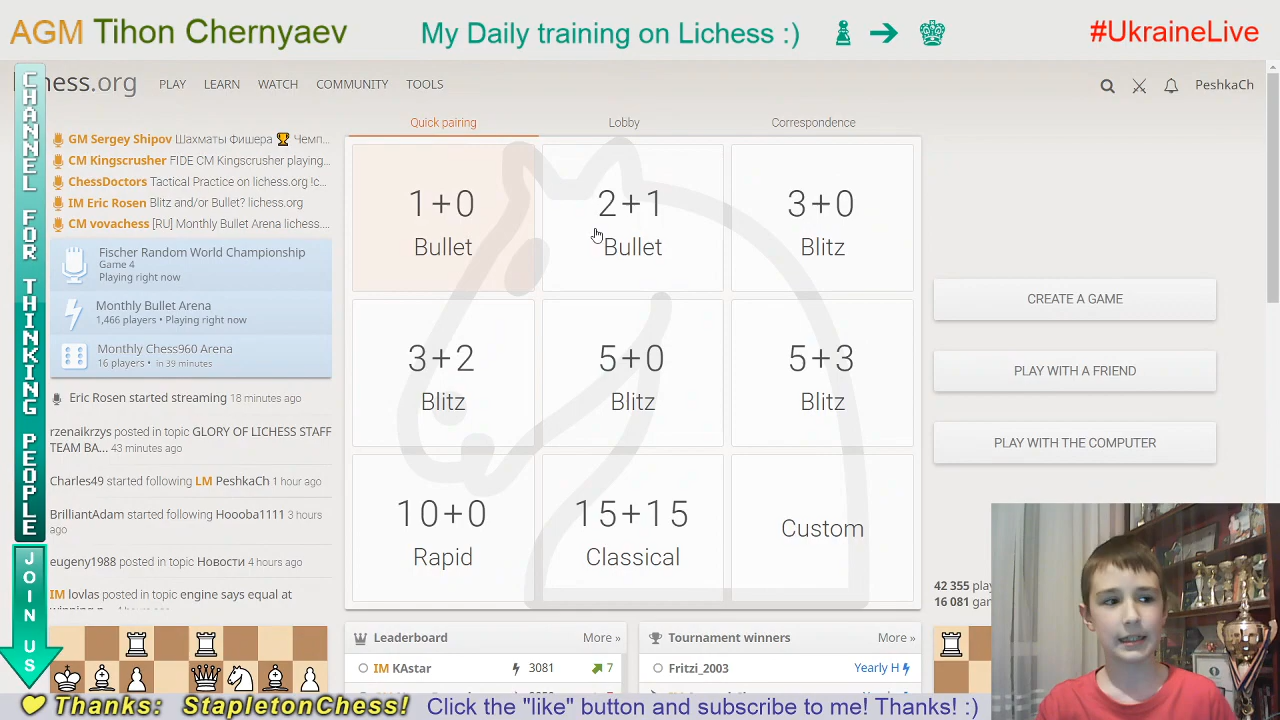 AGM Tihon Chernyaev
My Daily training on Lichess :)
#UkraineLive
CHANNEL FOR THINKING PEOPLE
JOIN US
hess.org
PLAY
LEARN
WATCH
COMMUNITY
TOOLS
PeshkaCh
GM Sergey Shipov Шахматы Фишера 🏆 Чемп...
CM Kingscrusher FIDE CM Kingscrusher playing...
ChessDoctors Tactical Practice on lichess.org !c...
IM Eric Rosen Blitz and/or Bullet? lichess.org
CM vovachess [RU] Monthly Bullet Arena lichess....
Fischer Random World Championship
Game 4
Playing right now
Monthly Bullet Arena
1,466 players • Playing right now
Monthly Chess960 Arena
16 players • in 39 minutes
Eric Rosen started streaming 18 minutes ago
rzenaikrzys posted in topic GLORY OF LICHESS STAFF
TEAM BA... 43 minutes ago
Charles49 started following LM PeshkaCh 1 hour ago
BrilliantAdam started following Hoooba1111 3 hours
ago
eugeny1988 posted in topic Новости 4 hours ago
IM lovlas posted in topic engine says equal at
Quick pairing
Lobby
Correspondence
1+0
Bullet
2+1
Bullet
3+0
Blitz
3+2
Blitz
5+0
Blitz
5+3
Blitz
10+0
Rapid
15+15
Classical
Custom
CREATE A GAME
PLAY WITH A FRIEND
PLAY WITH THE COMPUTER
42 355 play
16 081 gam
Leaderboard
More »
IM KAstar
3081
7
Tournament winners
More »
Fritzi_2003
Yearly H
Thanks: StapletonChess!
Click the "like" button and subscribe to me! Thanks! :)